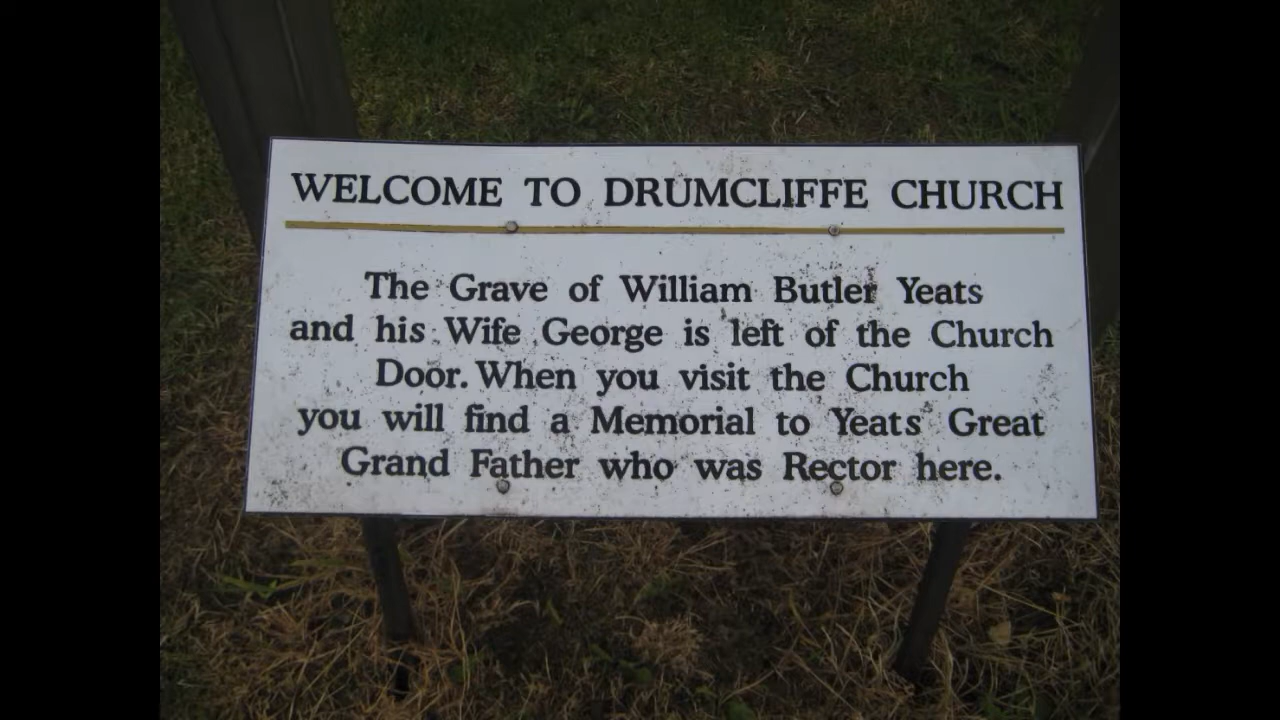 WELCOME TO DRUMCLIFFE CHURCH
The Grave of William Butler Yeats
and his Wife George is left of the Church
Door. When you visit the Church
you will find a Memorial to Yeats' Great
Grand Father who was Rector here.